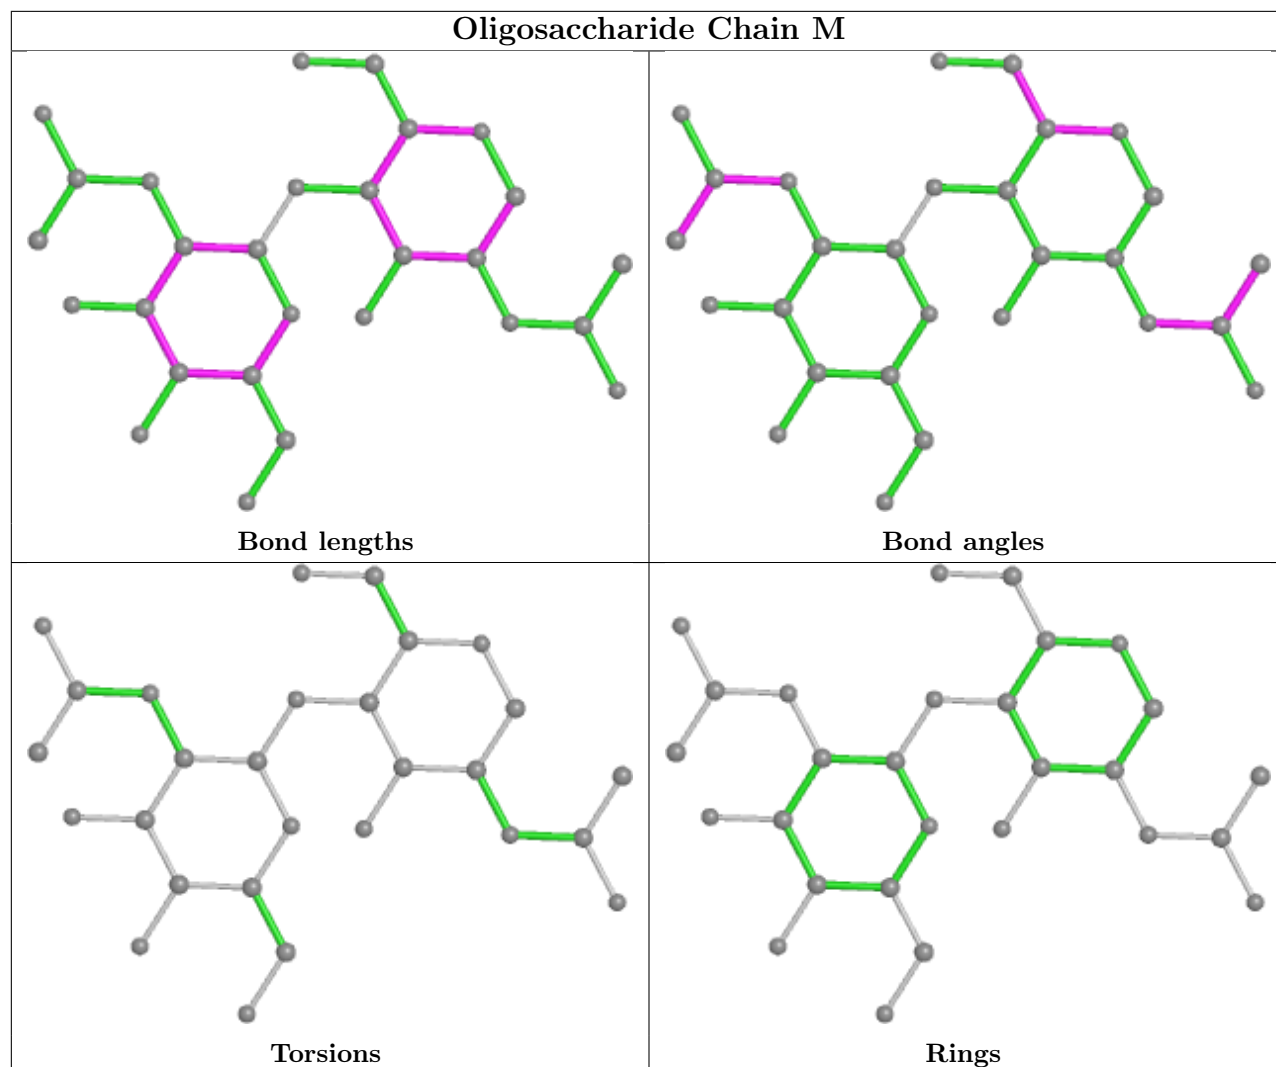 Oligosaccharide Chain M
Bond lengths
Bond angles
Torsions
Rings